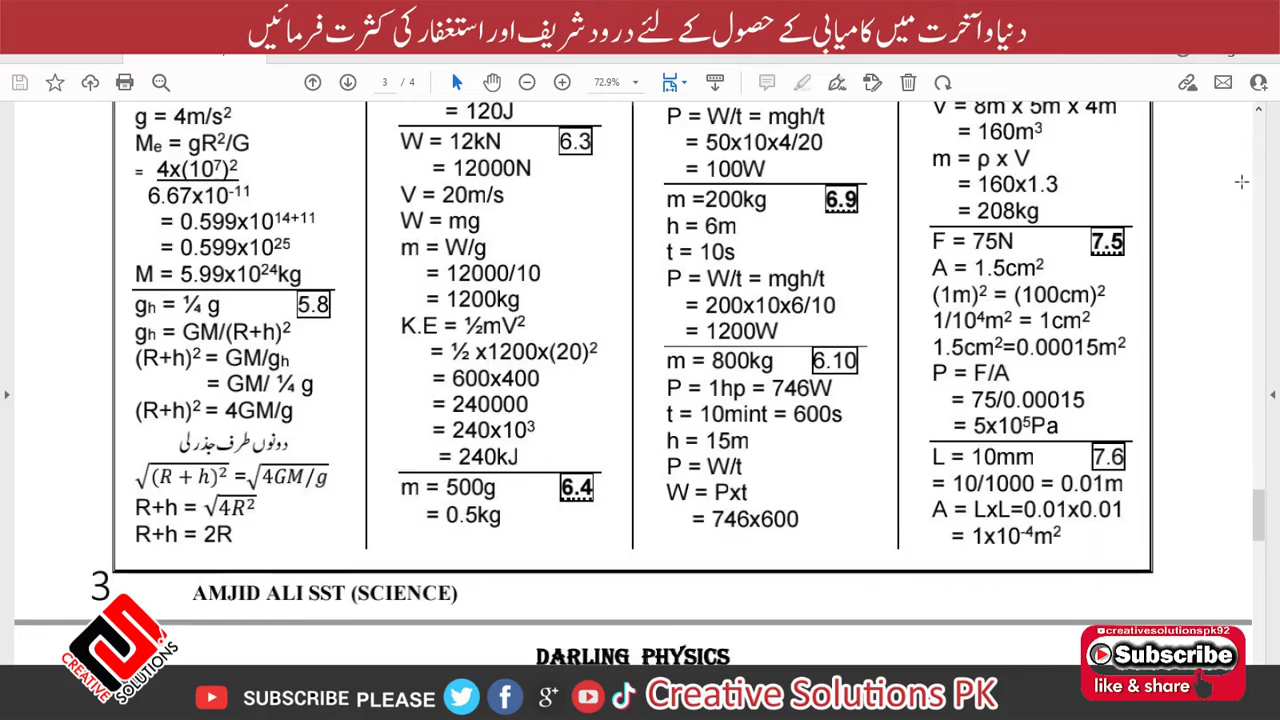 دنیا و آخرت میں کامیابی کے حصول کے لئے درود شریف اور استغفار کی کثرت فرمائیں
3 / 4
72.9%
g = 4m/s²
Mₑ = gR²/G
= 4x(10⁷)²
6.67x10⁻¹¹
= 0.599x10¹⁴⁺¹¹
= 0.599x10²⁵
M = 5.99x10²⁴kg
gₕ = ¼ g 5.8
gₕ = GM/(R+h)²
(R+h)² = GM/gₕ
= GM/ ¼ g
(R+h)² = 4GM/g
دونوں طرف جذر لی
√(R + h)² =√4GM/g
R+h = √4R²
R+h = 2R
= 120J
W = 12kN 6.3
= 12000N
V = 20m/s
W = mg
m = W/g
= 12000/10
= 1200kg
K.E = ½mV²
= ½ x1200x(20)²
= 600x400
= 240000
= 240x10³
= 240kJ
m = 500g 6.4
= 0.5kg
P = W/t = mgh/t
= 50x10x4/20
= 100W
m =200kg 6.9
h = 6m
t = 10s
P = W/t = mgh/t
= 200x10x6/10
= 1200W
m = 800kg 6.10
P = 1hp = 746W
t = 10mint = 600s
h = 15m
P = W/t
W = Pxt
= 746x600
V = 8m x 5m x 4m
= 160m³
m = ρ x V
= 160x1.3
= 208kg
F = 75N 7.5
A = 1.5cm²
(1m)² = (100cm)²
1/10⁴m² = 1cm²
1.5cm²=0.00015m²
P = F/A
= 75/0.00015
= 5x10⁵Pa
L = 10mm 7.6
= 10/1000 = 0.01m
A = LxL=0.01x0.01
= 1x10⁻⁴m²
3
AMJID ALI SST (SCIENCE)
DARLING PHYSICS
CREATIVE SOLUTIONS
creativesolutionspk92
Subscribe
like & share
SUBSCRIBE PLEASE
Creative Solutions PK